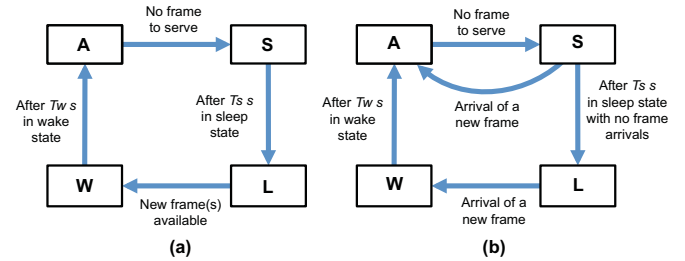 No frame
to serve
A
S
After Tw s
in wake
state
After Ts s
in sleep
state
W
L
New frame(s)
available
(a)
No frame
to serve
A
S
After Tw s
in wake
state
Arrival of a
new frame
After Ts s
in sleep state
with no frame
arrivals
W
L
Arrival of a
new frame
(b)